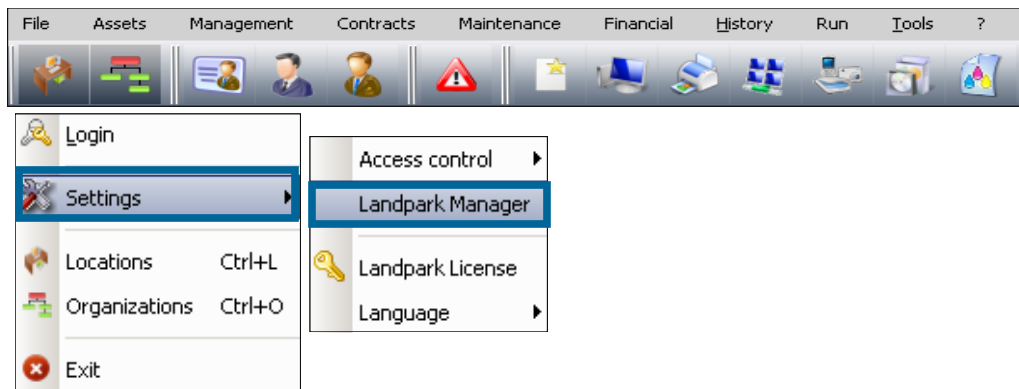 File Assets Management Contracts Maintenance Financial History Run Tools ?
Login
Settings
Locations Ctrl+L
Organizations Ctrl+O
Exit
Access control
Landpark Manager
Landpark License
Language